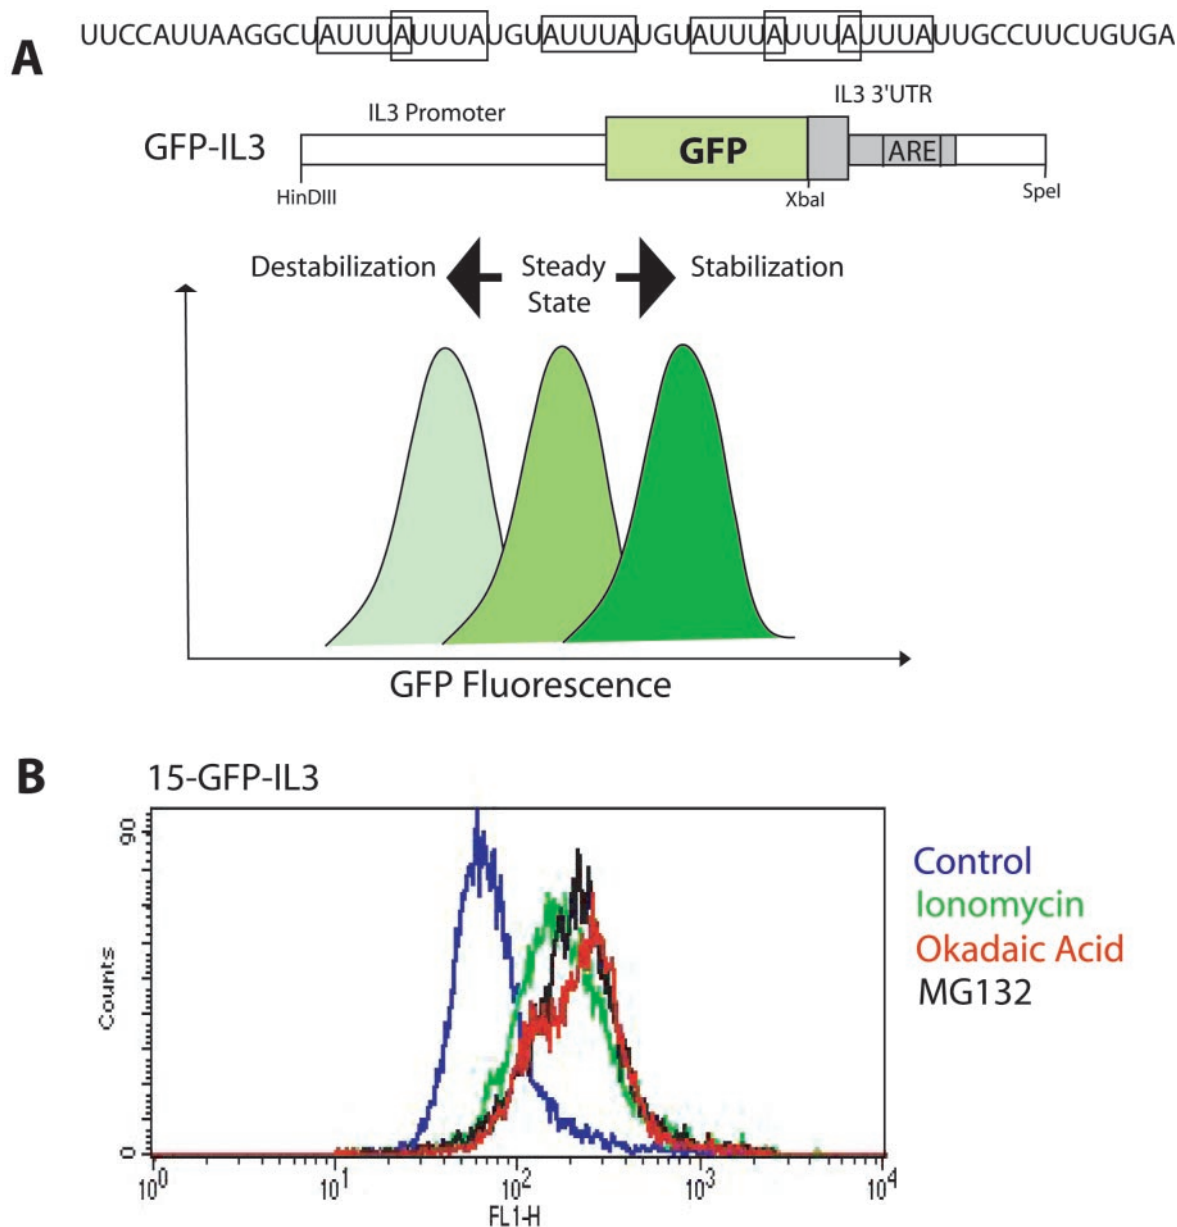 UUCCAUUAAGGCUAUUUAUUUAUGUAUUUAUGUAUUUAUUUAUUUAUUGCCUUCUGUGA
A
IL3 Promoter
IL3 3'UTR
GFP-IL3
GFP
ARE
HinDIII
XbaI
SpeI
Destabilization
Steady
State
Stabilization
GFP Fluorescence
B
15-GFP-IL3
90
Counts
0
Control
Ionomycin
Okadaic Acid
MG132
10⁰ 10¹ 10² 10³ 10⁴
FL1-H